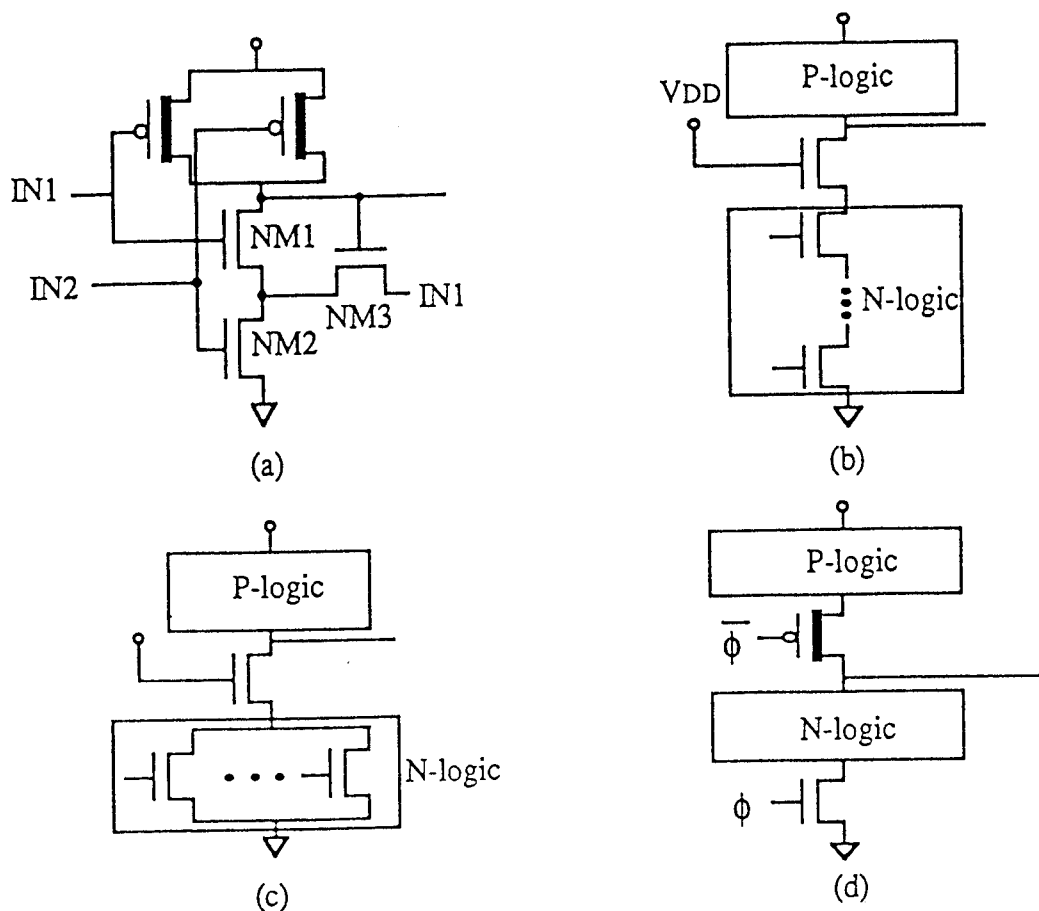 IN1
NM1
IN2
NM3
IN1
NM2
(a)
P-logic
VDD
N-logic
(b)
P-logic
N-logic
(c)
P-logic
ϕ̅
N-logic
ϕ
(d)